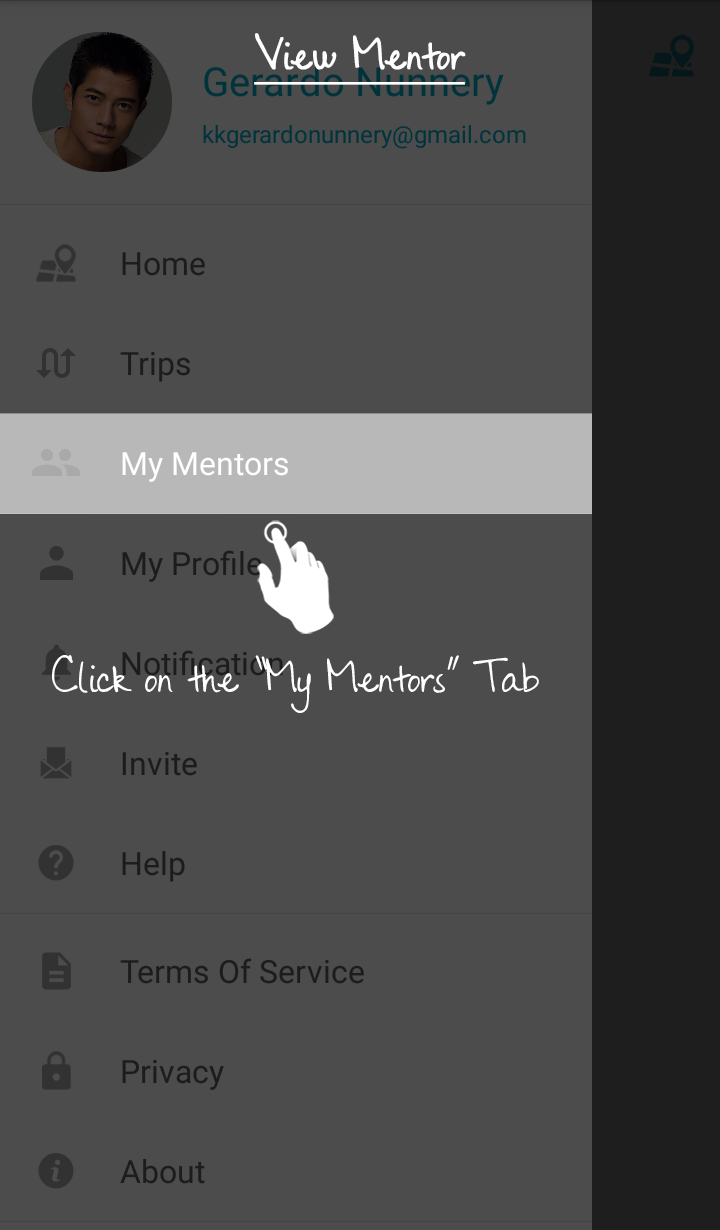 View Mentor
Gerardo Nunnery
kkgerardonunnery@gmail.com
Home
Trips
My Mentors
My Profile
Notification
Click on the "My Mentors" Tab
Invite
Help
Terms Of Service
Privacy
About